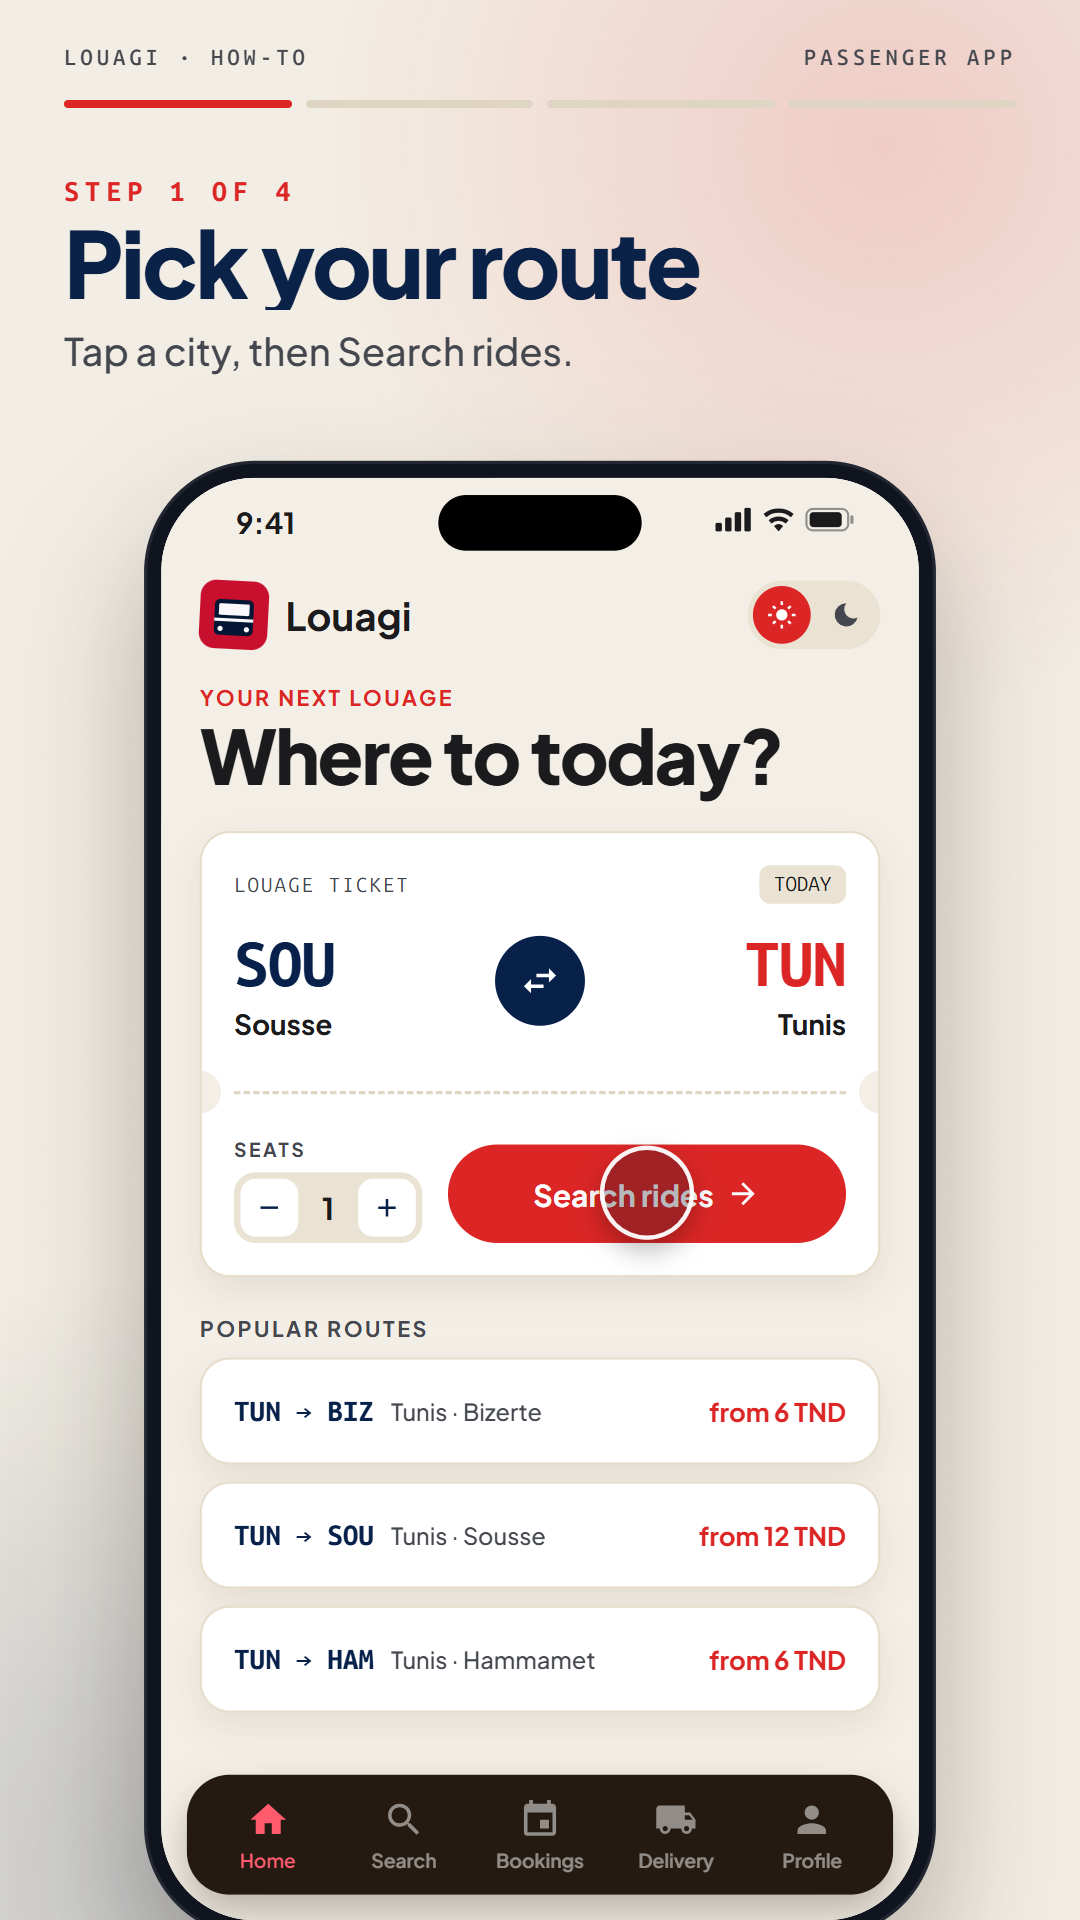 LOUAGI · HOW-TO
PASSENGER APP
STEP 1 OF 4
Pick your route
Tap a city, then Search rides.
9:41
Louagi
YOUR NEXT LOUAGE
Where to today?
LOUAGE TICKET
TODAY
SOU
TUN
Sousse
Tunis
SEATS
− 1 +
Search rides →
POPULAR ROUTES
TUN → BIZ Tunis · Bizerte from 6 TND
TUN → SOU Tunis · Sousse from 12 TND
TUN → HAM Tunis · Hammamet from 6 TND
Home Search Bookings Delivery Profile